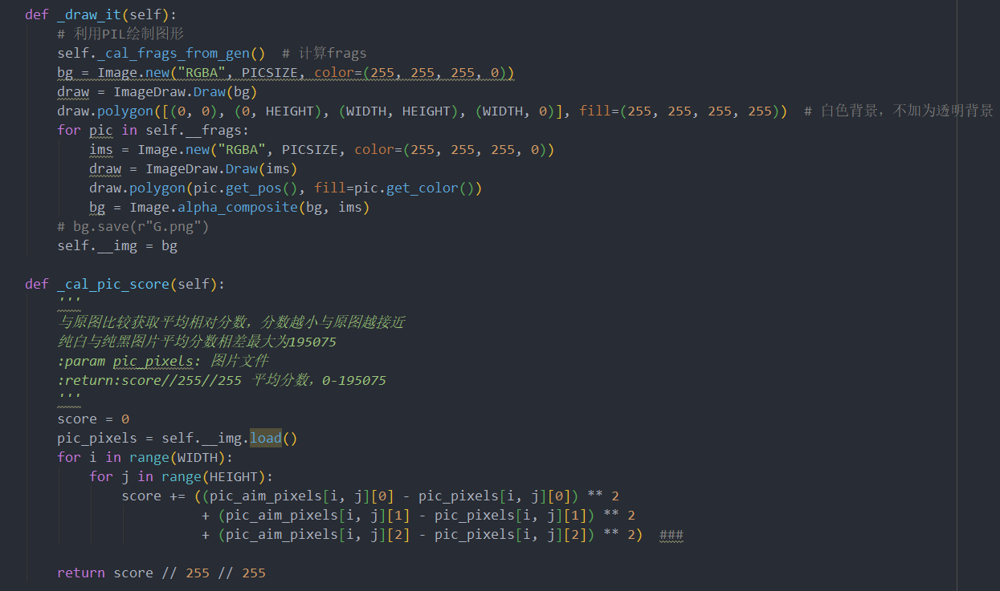 def _draw_it(self):
# 利用PIL绘制图形
self._cal_frags_from_gen()  # 计算frags
bg = Image.new("RGBA", PICSIZE, color=(255, 255, 255, 0))
draw = ImageDraw.Draw(bg)
draw.polygon([(0, 0), (0, HEIGHT), (WIDTH, HEIGHT), (WIDTH, 0)], fill=(255, 255, 255, 255))  # 白色背景，不加为透明背景
for pic in self.__frags:
ims = Image.new("RGBA", PICSIZE, color=(255, 255, 255, 0))
draw = ImageDraw.Draw(ims)
draw.polygon(pic.get_pos(), fill=pic.get_color())
bg = Image.alpha_composite(bg, ims)
# bg.save(r"G.png")
self.__img = bg
def _cal_pic_score(self):
'''
与原图比较获取平均相对分数，分数越小与原图越接近
纯白与纯黑图片平均分数相差最大为195075
:param pic_pixels: 图片文件
:return:score//255//255 平均分数，0-195075
'''
score = 0
pic_pixels = self.__img.load()
for i in range(WIDTH):
for j in range(HEIGHT):
score += ((pic_aim_pixels[i, j][0] - pic_pixels[i, j][0]) ** 2
+ (pic_aim_pixels[i, j][1] - pic_pixels[i, j][1]) ** 2
+ (pic_aim_pixels[i, j][2] - pic_pixels[i, j][2]) ** 2)  ###
return score // 255 // 255